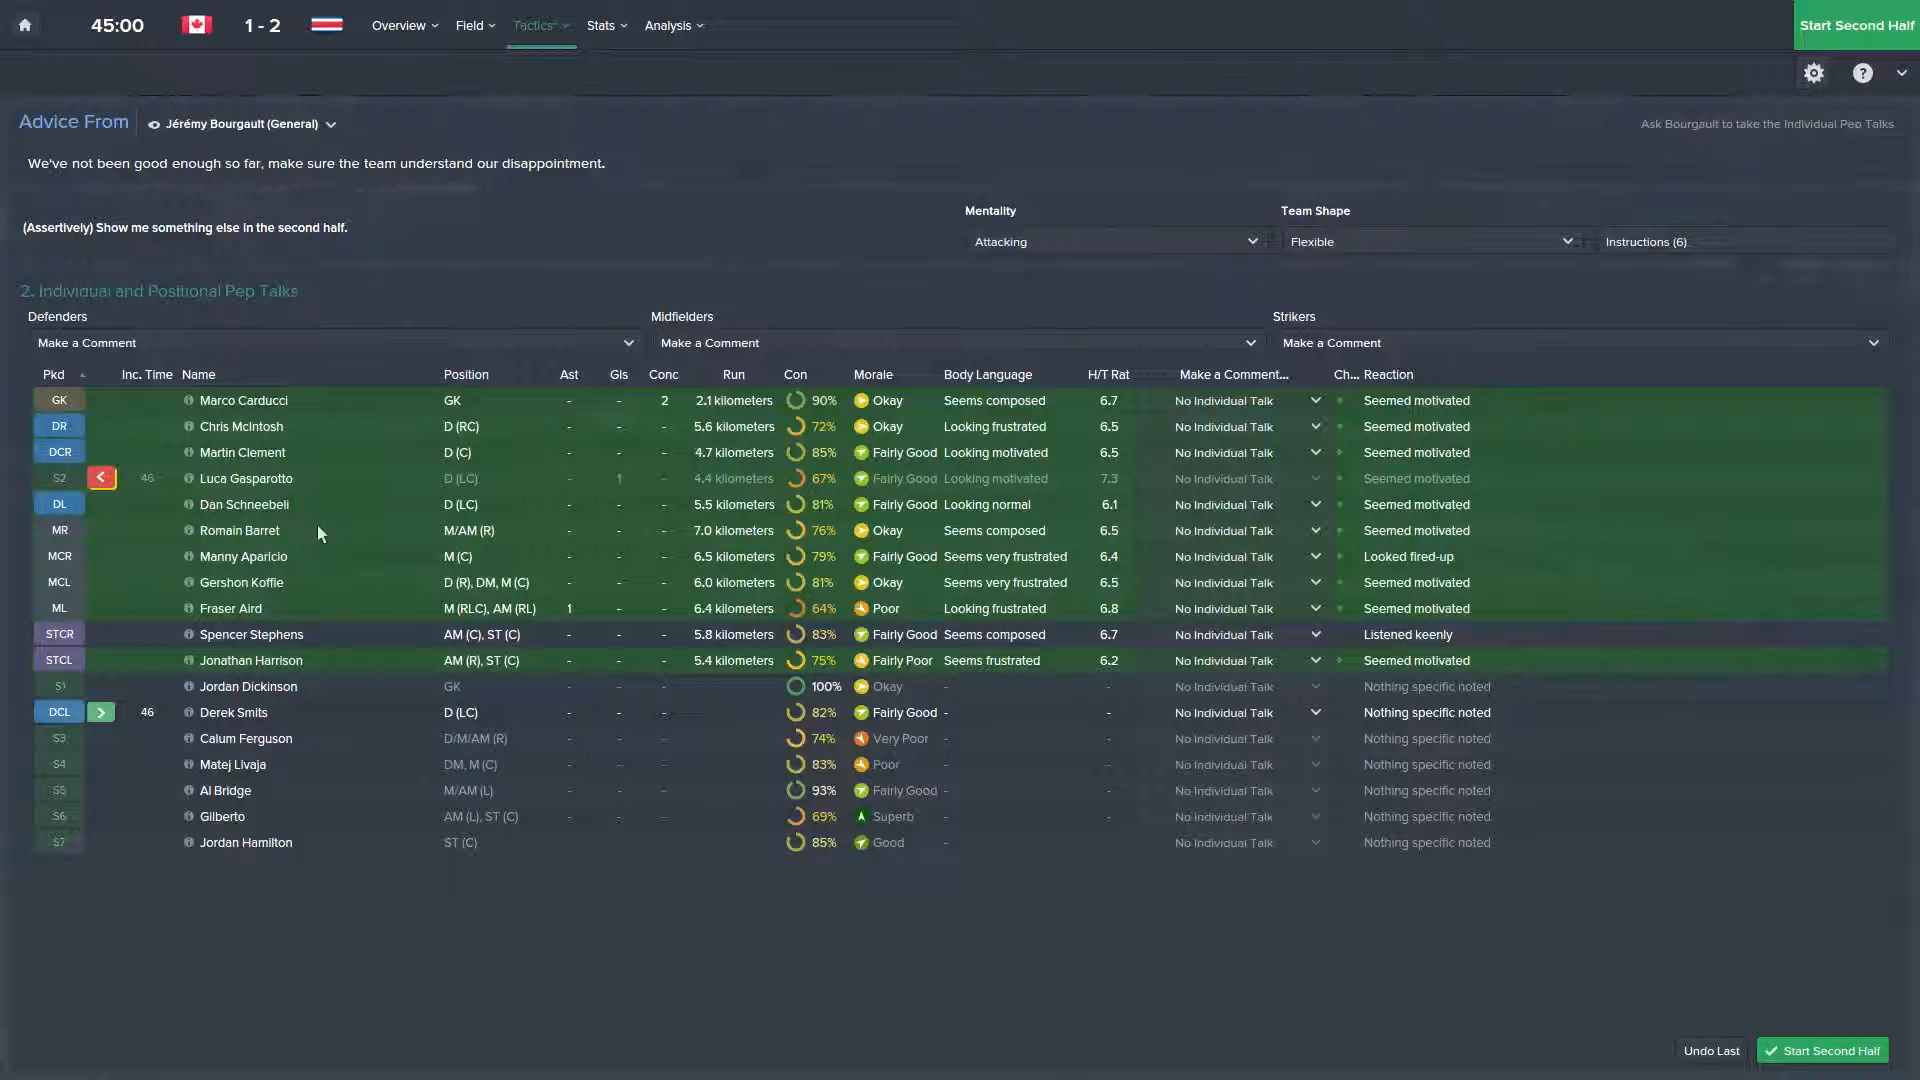 45:00 1 - 2 Overview Field Tactics Stats Analysis Start Second Half
?
Advice From Jérémy Bourgault (General) Ask Bourgault to take the Individual Pep Talks
We've not been good enough so far, make sure the team understand our disappointment.
Mentality Team Shape
(Assertively) Show me something else in the second half.
Attacking Flexible Instructions (6)
2. Individual and Positional Pep Talks
Defenders Midfielders Strikers
Make a Comment Make a Comment Make a Comment
Pkd Inc. Time Name Position Ast Gls Conc Run Con Morale Body Language H/T Rat Make a Comment... Ch... Reaction
GK Marco Carducci GK - - 2 2.1 kilometers 90% Okay Seems composed 6.7 No Individual Talk Seemed motivated
DR Chris McIntosh D (RC) - - - 5.6 kilometers 72% Okay Looking frustrated 6.5 No Individual Talk Seemed motivated
DCR Martin Clement D (C) - - - 4.7 kilometers 85% Fairly Good Looking motivated 6.5 No Individual Talk Seemed motivated
S2 46 Luca Gasparotto D (LC) - 1 - 4.4 kilometers 67% Fairly Good Looking motivated 7.3 No Individual Talk Seemed motivated
DL Dan Schneebeli D (LC) - - - 5.5 kilometers 81% Fairly Good Looking normal 6.1 No Individual Talk Seemed motivated
MR Romain Barret M/AM (R) - - - 7.0 kilometers 76% Okay Seems composed 6.5 No Individual Talk Seemed motivated
MCR Manny Aparicio M (C) - - - 6.5 kilometers 79% Fairly Good Seems very frustrated 6.4 No Individual Talk Looked fired-up
MCL Gershon Koffie D (R), DM, M (C) - - - 6.0 kilometers 81% Okay Seems very frustrated 6.5 No Individual Talk Seemed motivated
ML Fraser Aird M (RLC), AM (RL) 1 - - 6.4 kilometers 64% Poor Looking frustrated 6.8 No Individual Talk Seemed motivated
STCR Spencer Stephens AM (C), ST (C) - - - 5.8 kilometers 83% Fairly Good Seems composed 6.7 No Individual Talk Listened keenly
STCL Jonathan Harrison AM (R), ST (C) - - - 5.4 kilometers 75% Fairly Poor Seems frustrated 6.2 No Individual Talk Seemed motivated
S1 Jordan Dickinson GK - - - 100% Okay - - No Individual Talk Nothing specific noted
DCL 46 Derek Smits D (LC) - - - 82% Fairly Good - - No Individual Talk Nothing specific noted
S3 Calum Ferguson D/M/AM (R) - - - 74% Very Poor - - No Individual Talk Nothing specific noted
S4 Matej Livaja DM, M (C) - - - 83% Poor - - No Individual Talk Nothing specific noted
S5 Al Bridge M/AM (L) - - - 93% Fairly Good - - No Individual Talk Nothing specific noted
S6 Gilberto AM (L), ST (C) - - - 69% Superb - - No Individual Talk Nothing specific noted
S7 Jordan Hamilton ST (C) 85% Good - No Individual Talk Nothing specific noted
Undo Last Start Second Half